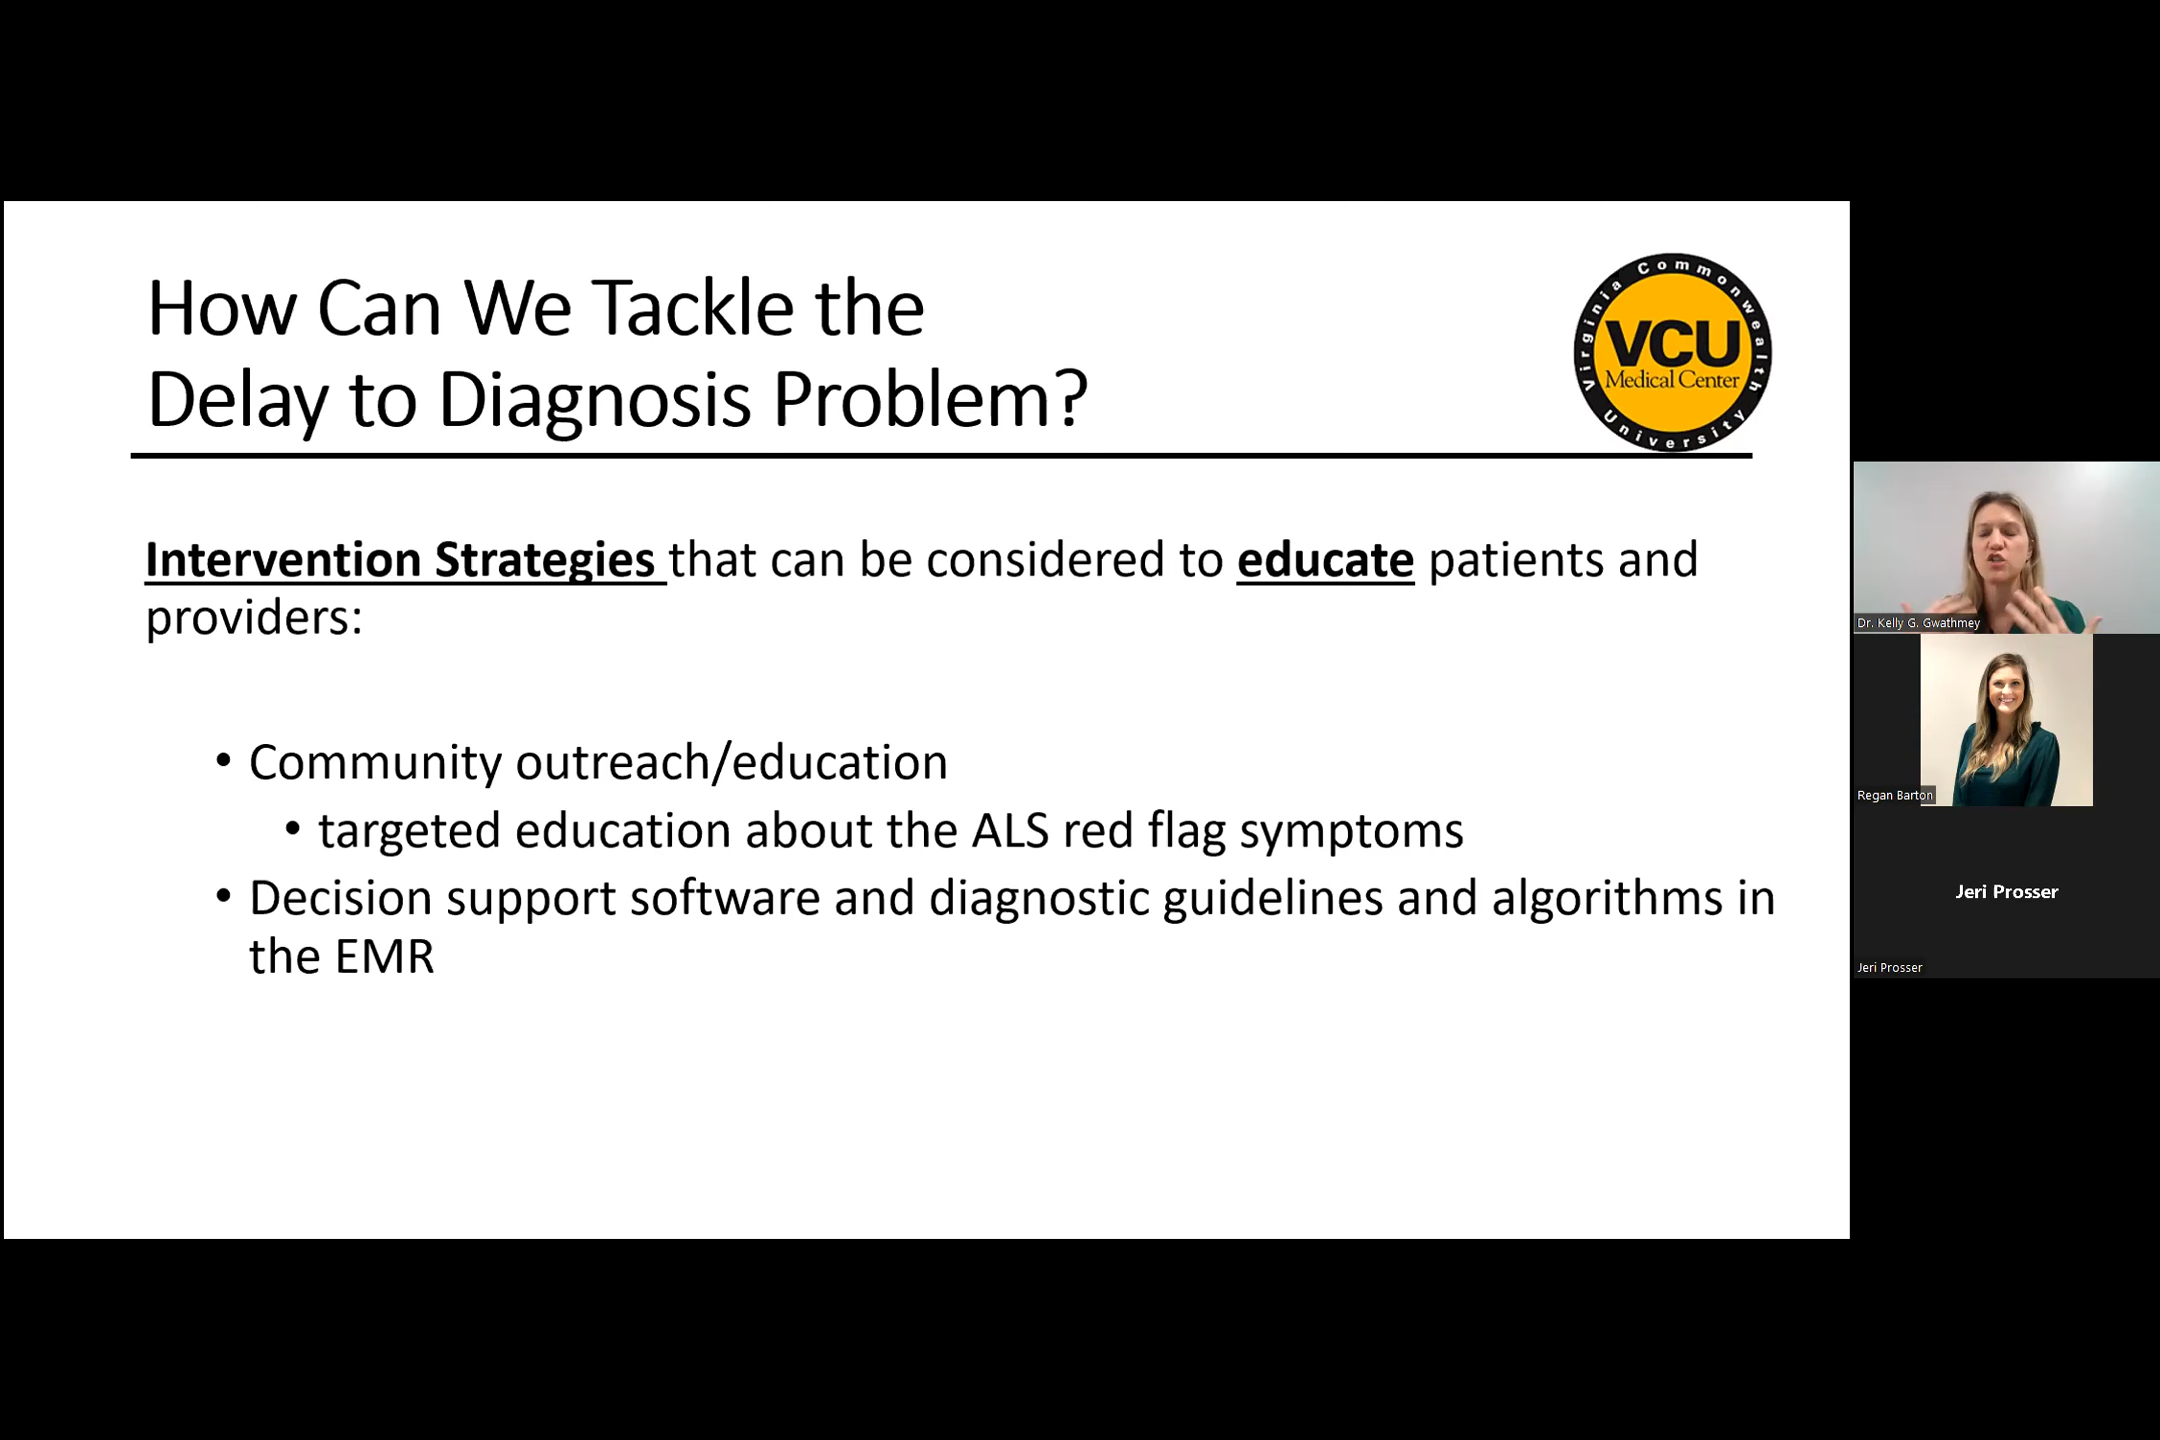 How Can We Tackle the
Delay to Diagnosis Problem?
Virginia Commonwealth University
VCU
Medical Center
Intervention Strategies that can be considered to educate patients and
providers:
• Community outreach/education
• targeted education about the ALS red flag symptoms
• Decision support software and diagnostic guidelines and algorithms in
the EMR
Dr. Kelly G. Gwathmey
Regan Barton
Jeri Prosser
Jeri Prosser